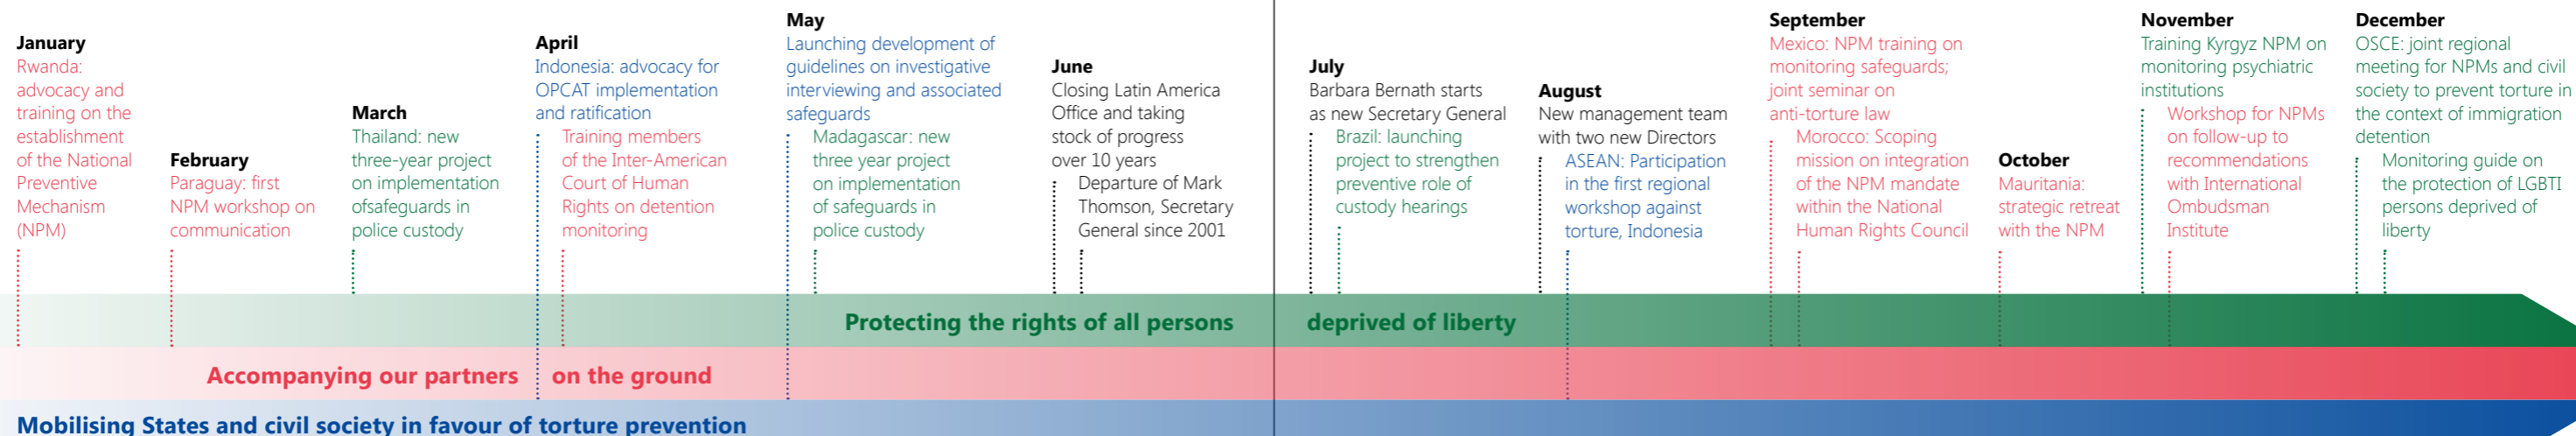 January
Rwanda:
advocacy and
training on the
establishment
of the National
Preventive
Mechanism
(NPM)
February
Paraguay: first
NPM workshop on
communication
March
Thailand: new
three-year project
on implementation
ofsafeguards in
police custody
April
Indonesia: advocacy for
OPCAT implementation
and ratification
Training members
of the Inter-American
Court of Human
Rights on detention
monitoring
May
Launching development of
guidelines on investigative
interviewing and associated
safeguards
Madagascar: new
three year project
on implementation
of safeguards in
police custody
June
Closing Latin America
Office and taking
stock of progress
over 10 years
Departure of Mark
Thomson, Secretary
General since 2001
July
Barbara Bernath starts
as new Secretary General
Brazil: launching
project to strengthen
preventive role of
custody hearings
August
New management team
with two new Directors
ASEAN: Participation
in the first regional
workshop against
torture, Indonesia
September
Mexico: NPM training on
monitoring safeguards;
joint seminar on
anti-torture law
Morocco: Scoping
mission on integration
of the NPM mandate
within the National
Human Rights Council
October
Mauritania:
strategic retreat
with the NPM
November
Training Kyrgyz NPM on
monitoring psychiatric
institutions
Workshop for NPMs
on follow-up to
recommendations
with International
Ombudsman
Institute
December
OSCE: joint regional
meeting for NPMs and civil
society to prevent torture in
the context of immigration
detention
Monitoring guide on
the protection of LGBTI
persons deprived of
liberty
Protecting the rights of all persons deprived of liberty
Accompanying our partners on the ground
Mobilising States and civil society in favour of torture prevention